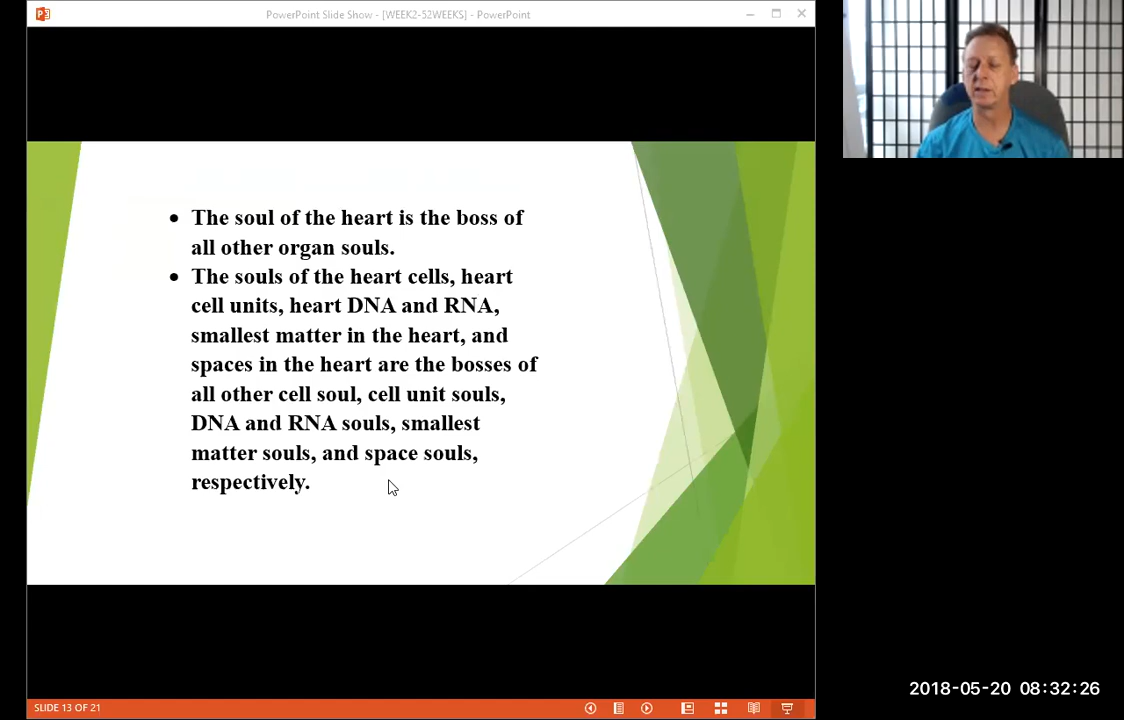 PowerPoint Slide Show - [WEEK2-52WEEKS] - PowerPoint
• The soul of the heart is the boss of
all other organ souls.
• The souls of the heart cells, heart
cell units, heart DNA and RNA,
smallest matter in the heart, and
spaces in the heart are the bosses of
all other cell soul, cell unit souls,
DNA and RNA souls, smallest
matter souls, and space souls,
respectively.
2018-05-20 08:32:26
SLIDE 13 OF 21